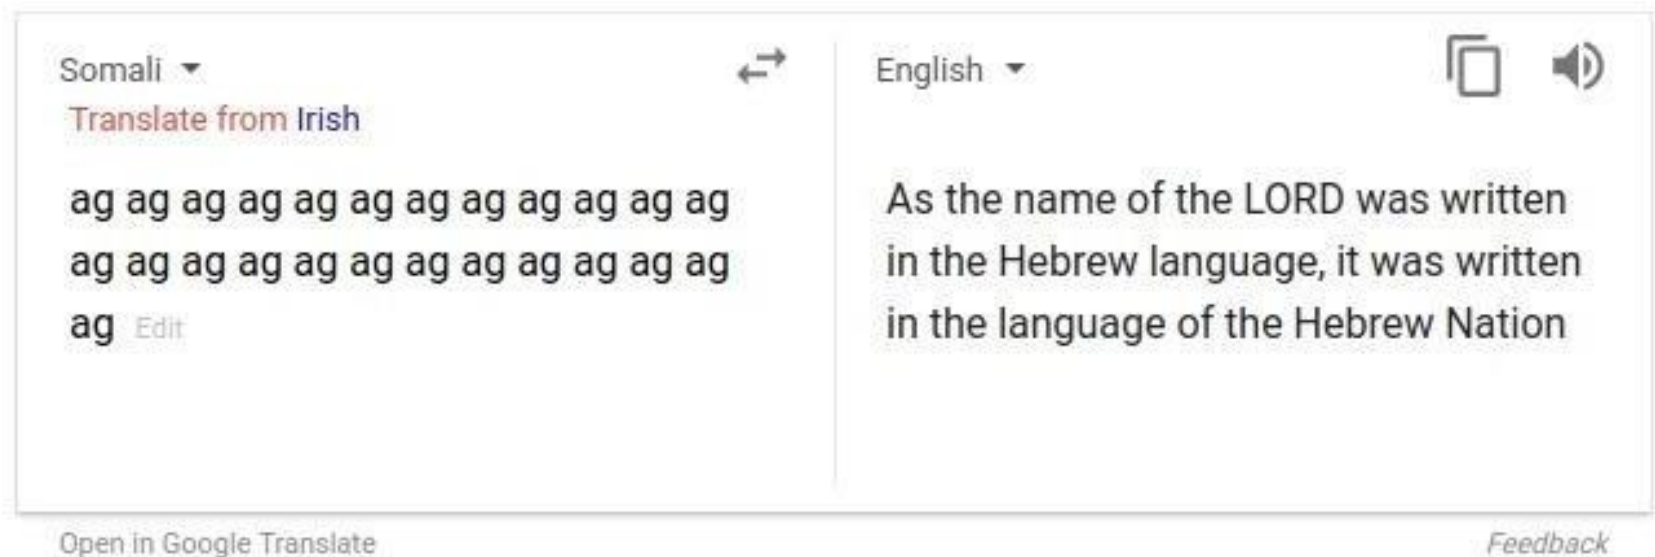 Somali
English
Translate from Irish
ag ag ag ag ag ag ag ag ag ag ag ag
ag ag ag ag ag ag ag ag ag ag ag ag
ag Edit
As the name of the LORD was written
in the Hebrew language, it was written
in the language of the Hebrew Nation
Open in Google Translate
Feedback